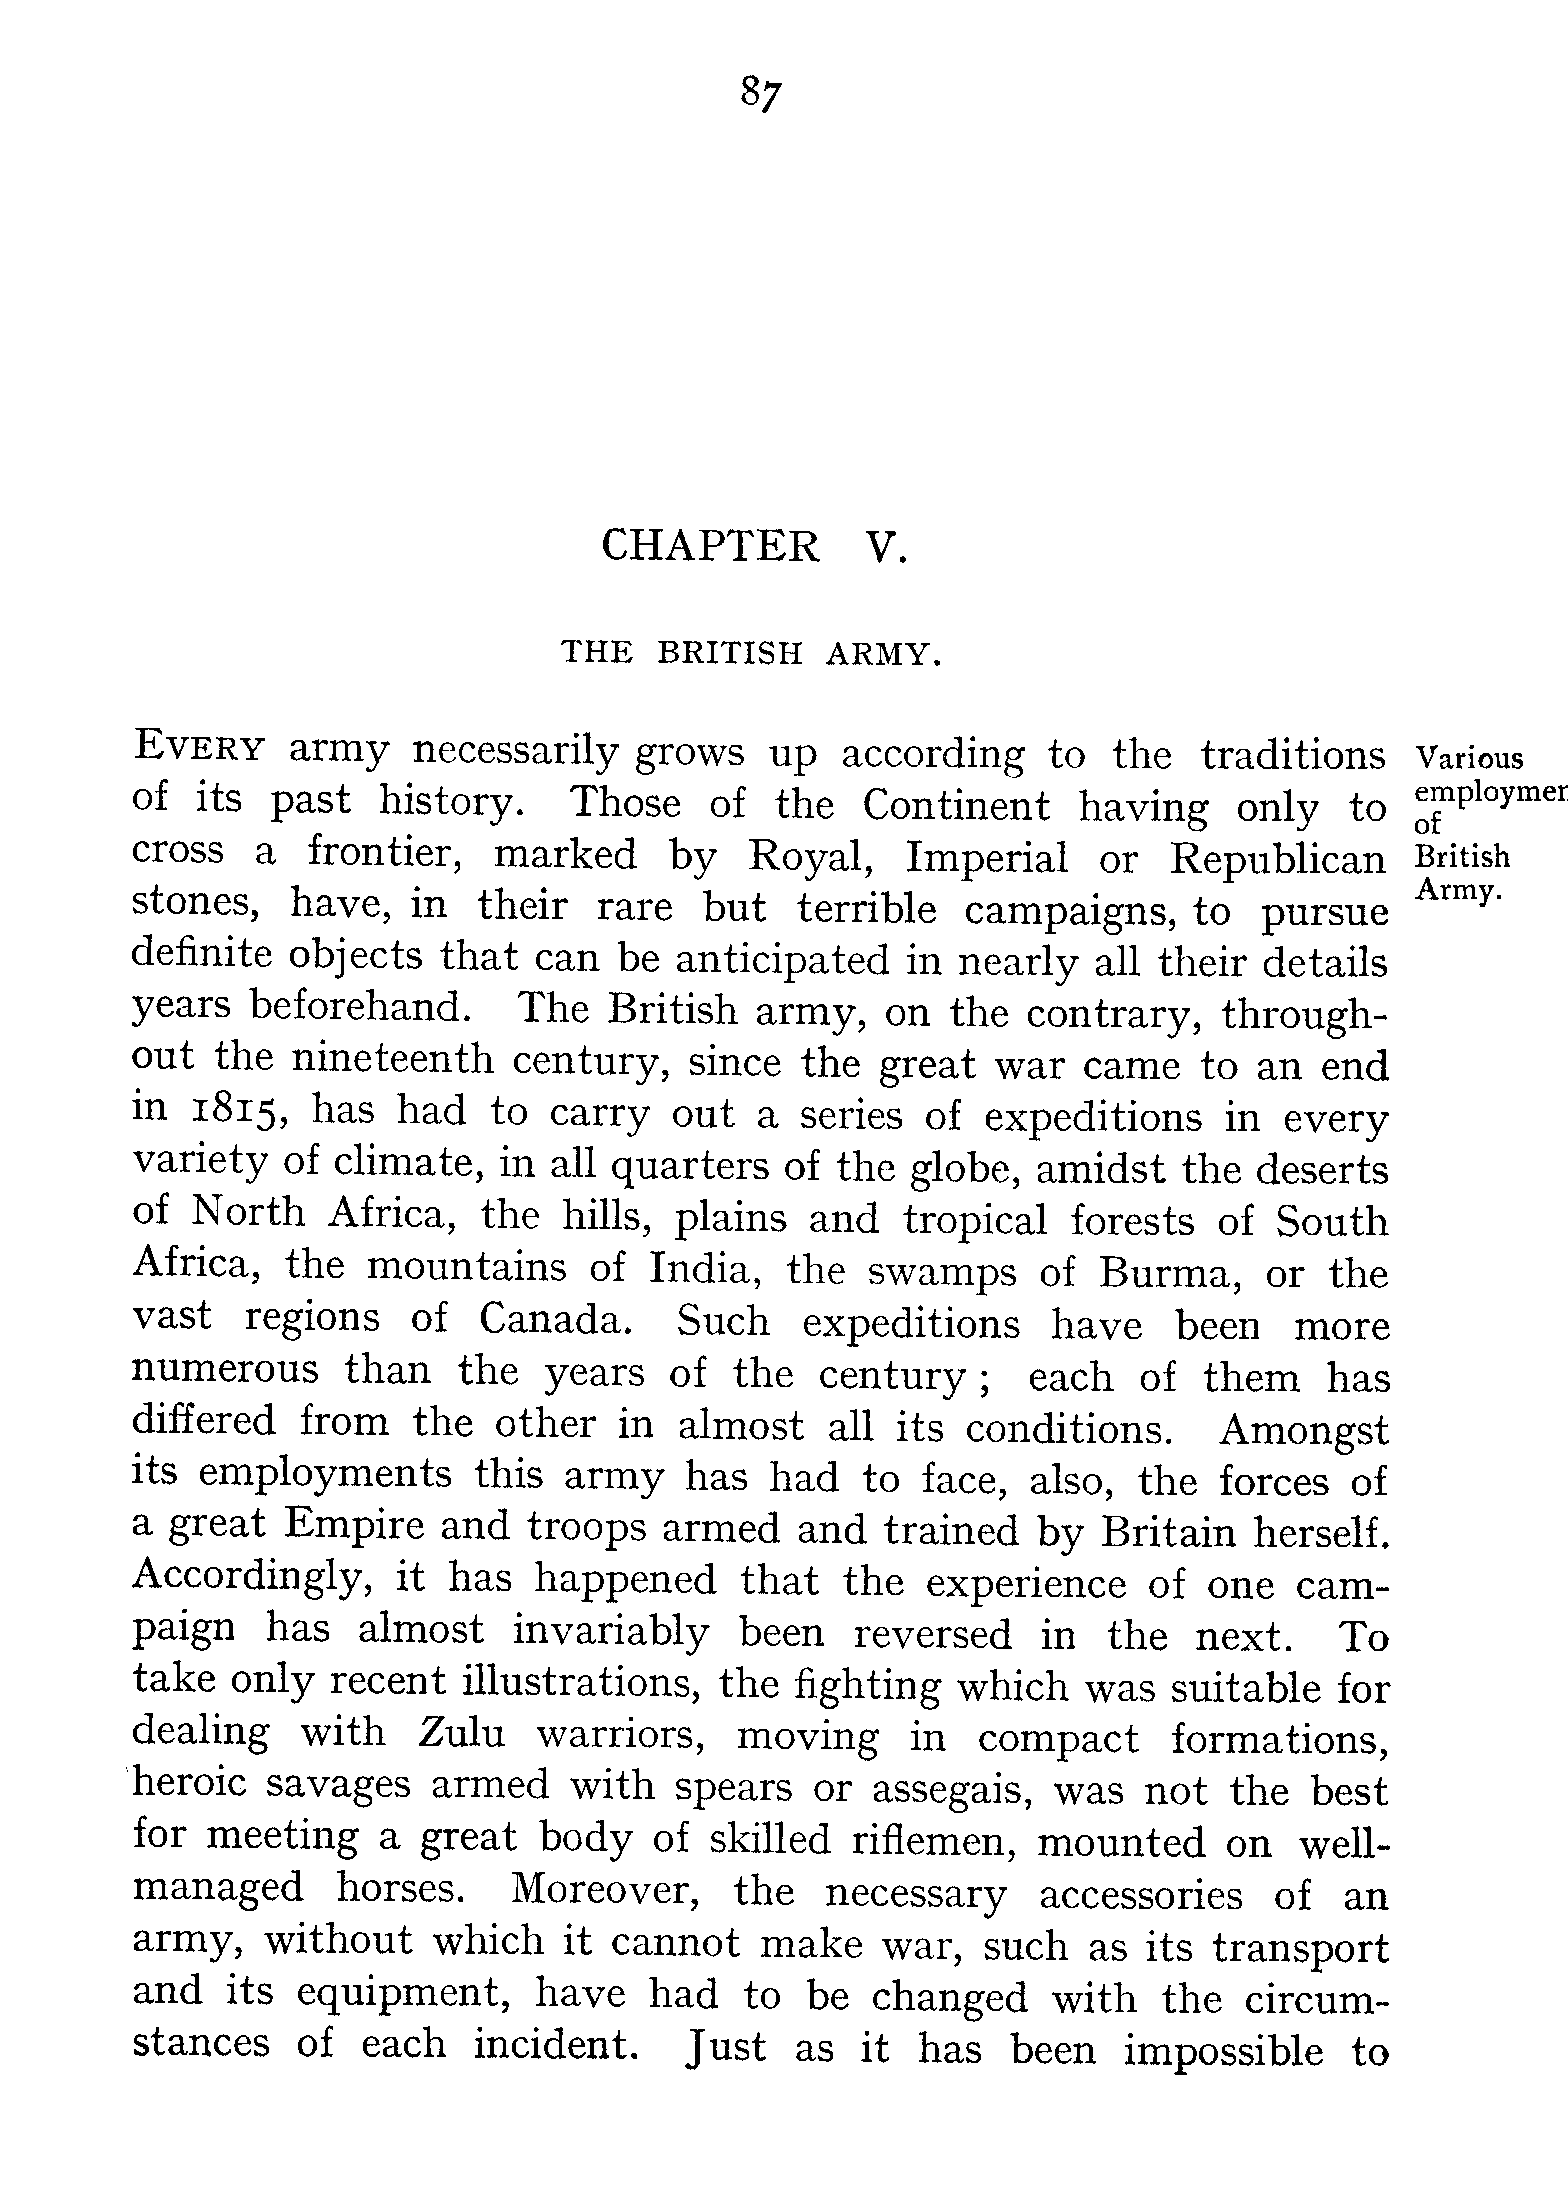 87
CHAPTER V.
THE BRITISH ARMY.
EVERY army necessarily grows up according to the traditions
of its past history. Those of the Continent having only to
cross a frontier, marked by Royal, Imperial or Republican
stones, have, in their rare but terrible campaigns, to pursue
definite objects that can be anticipated in nearly all their details
years beforehand. The British army, on the contrary, through-
out the nineteenth century, since the great war came to an end
in 1815, has had to carry out a series of expeditions in every
variety of climate, in all quarters of the globe, amidst the deserts
of North Africa, the hills, plains and tropical forests of South
Africa, the mountains of India, the swamps of Burma, or the
vast regions of Canada. Such expeditions have been more
numerous than the years of the century ; each of them has
differed from the other in almost all its conditions. Amongst
its employments this army has had to face, also, the forces of
a great Empire and troops armed and trained by Britain herself.
Accordingly, it has happened that the experience of one cam-
paign has almost invariably been reversed in the next. To
take only recent illustrations, the fighting which was suitable for
dealing with Zulu warriors, moving in compact formations,
heroic savages armed with spears or assegais, was not the best
for meeting a great body of skilled riflemen, mounted on well-
managed horses. Moreover, the necessary accessories of an
army, without which it cannot make war, such as its transport
and its equipment, have had to be changed with the circum-
stances of each incident. Just as it has been impossible to
Various
employmen
of
British
Army.